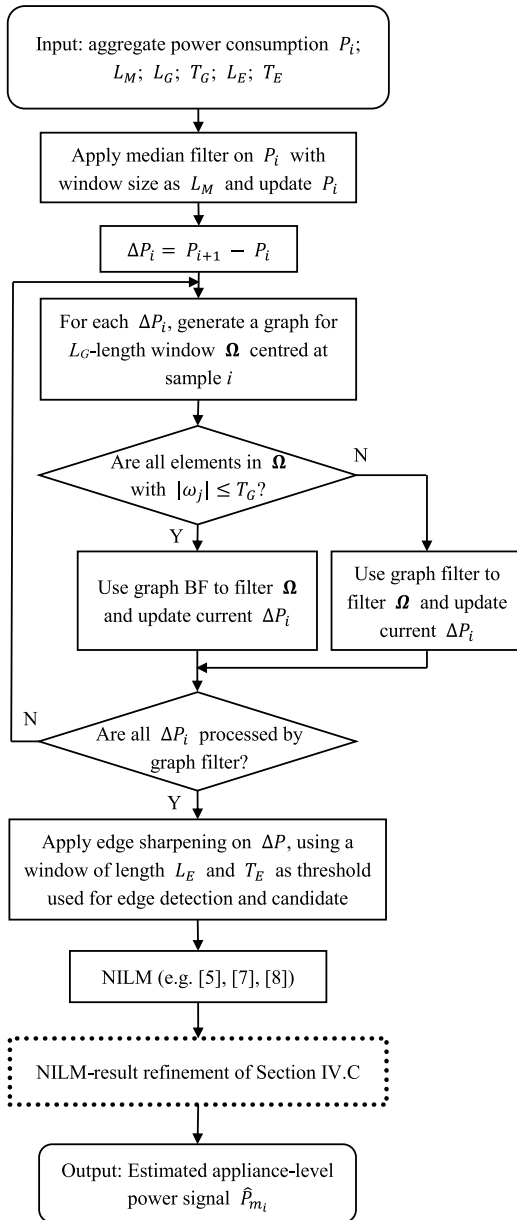 Input: aggregate power consumption P_i;
L_M; L_G; T_G; L_E; T_E
Apply median filter on P_i with
window size as L_M and update P_i
ΔP_i = P_{i+1} − P_i
For each ΔP_i, generate a graph for
L_G-length window Ω centred at
sample i
Are all elements in Ω
with |ω_j| ≤ T_G?
N
Y
Use graph BF to filter Ω
and update current ΔP_i
Use graph filter to
filter Ω and update
current ΔP_i
N
Are all ΔP_i processed by
graph filter?
Y
Apply edge sharpening on ΔP, using a
window of length L_E and T_E as threshold
used for edge detection and candidate
NILM (e.g. [5], [7], [8])
NILM-result refinement of Section IV.C
Output: Estimated appliance-level
power signal P̂_{m_i}